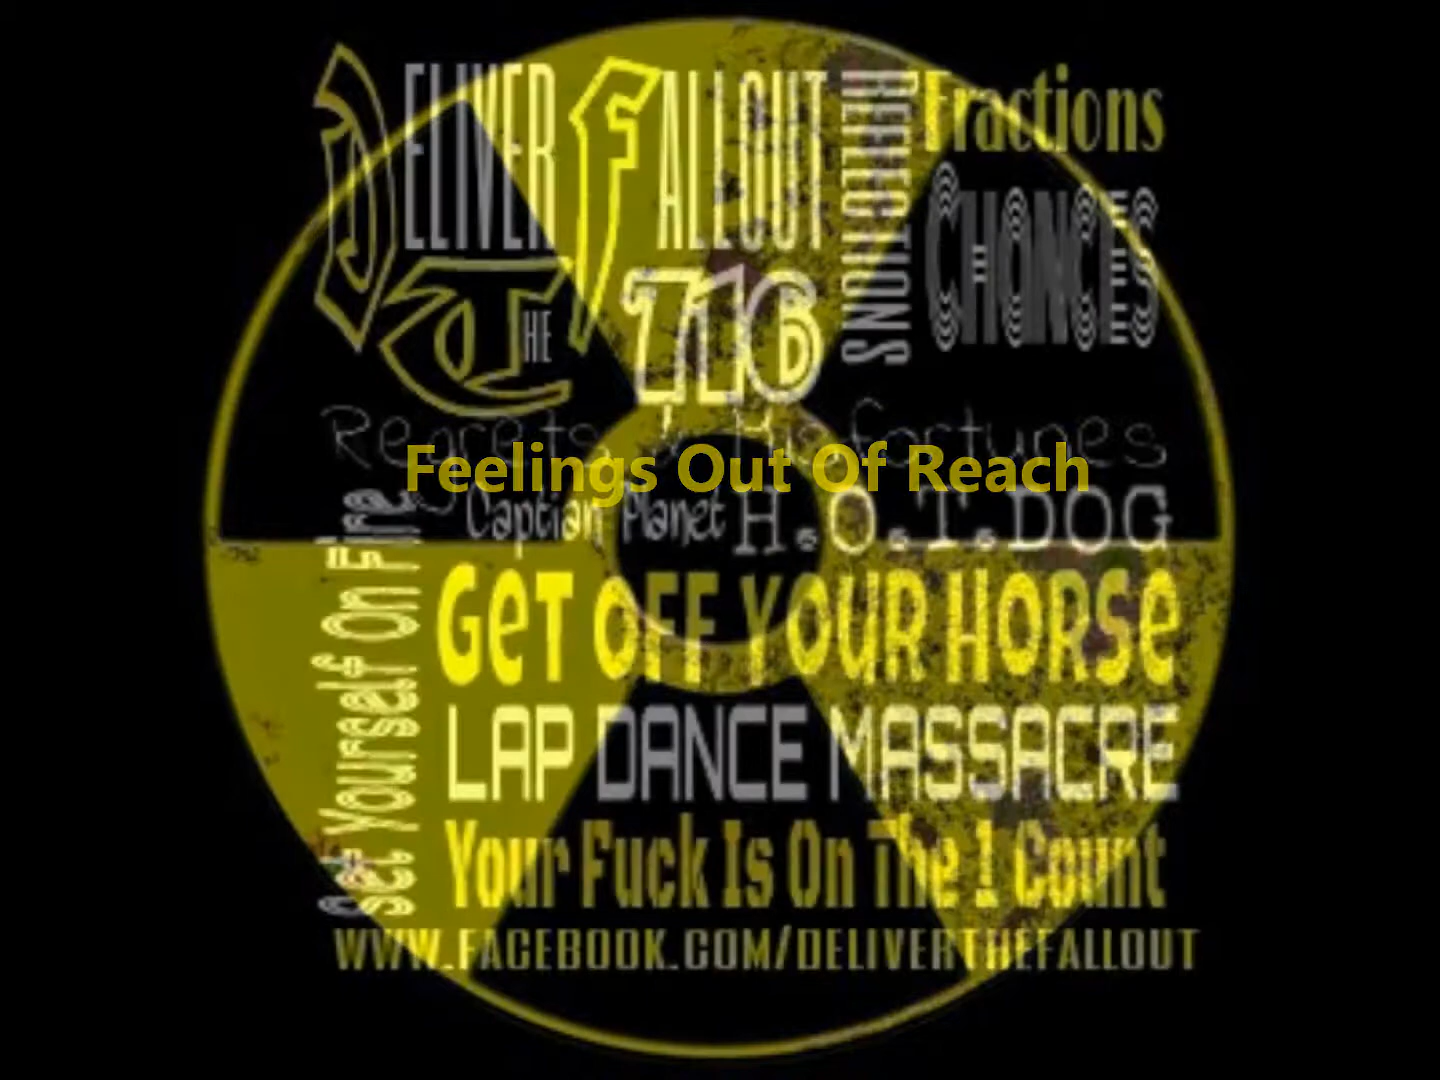 DELIVER THE FALLOUT
716
REFLECTIONS
Fractions
CHANCES
Regrets & Misfortunes
Feelings Out Of Reach
Captian Planet
H.O.T.DOG
Set Yourself On Fire
GeT OFF YOUR HORSe
LAP DANCE MASSACRE
Your Fuck Is On The 1 Count
WWW.FACEBOOK.COM/DELIVERTHEFALLOUT